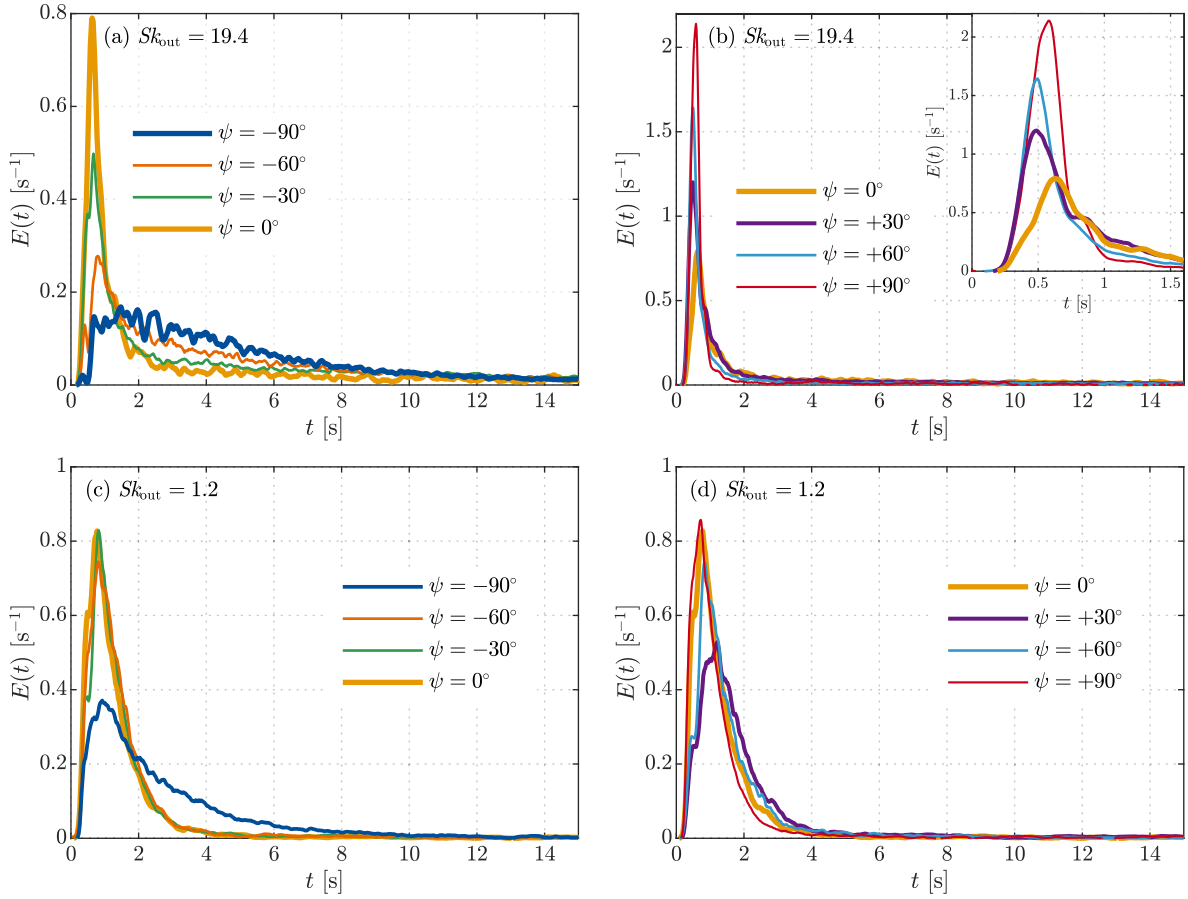 (a) Sk_out = 19.4
0.8
0.6
0.4
0.2
0
E(t) [s⁻¹]
ψ = −90°
ψ = −60°
ψ = −30°
ψ = 0°
0 2 4 6 8 10 12 14
t [s]
(b) Sk_out = 19.4
2
1.5
1
0.5
0
E(t) [s⁻¹]
ψ = 0°
ψ = +30°
ψ = +60°
ψ = +90°
0 2 4 6 8 10 12 14
t [s]
2
1.5
1
0.5
0
E(t) [s⁻¹]
0 0.5 1 1.5
t [s]
(c) Sk_out = 1.2
1
0.8
0.6
0.4
0.2
0
E(t) [s⁻¹]
ψ = −90°
ψ = −60°
ψ = −30°
ψ = 0°
0 2 4 6 8 10 12 14
t [s]
(d) Sk_out = 1.2
1
0.8
0.6
0.4
0.2
0
E(t) [s⁻¹]
ψ = 0°
ψ = +30°
ψ = +60°
ψ = +90°
0 2 4 6 8 10 12 14
t [s]